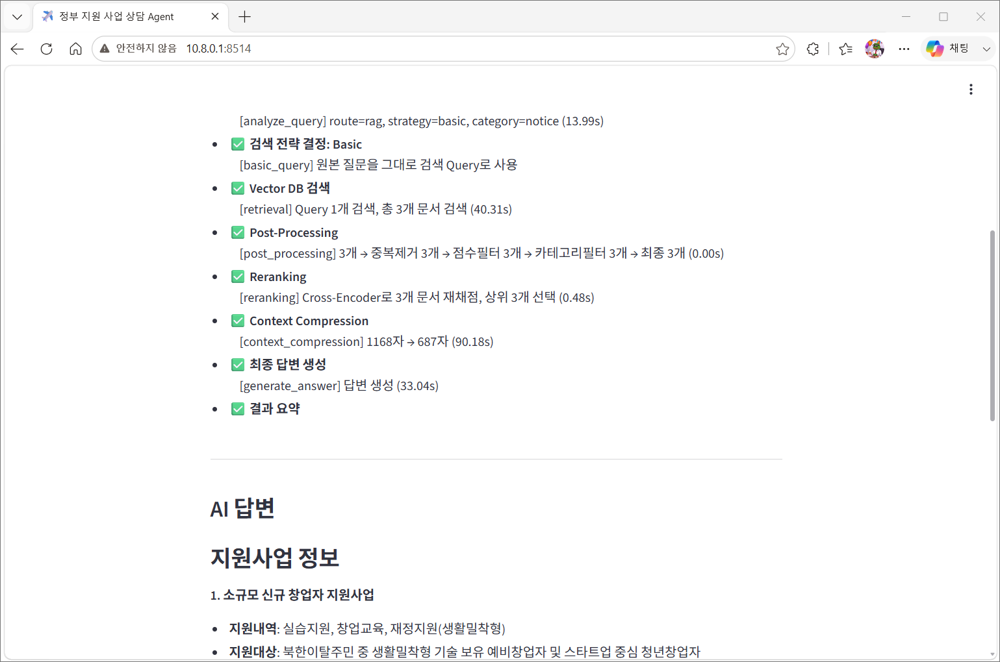 정부 지원 사업 상담 Agent
안전하지 않음 10.8.0.1:8514
채팅
[analyze_query] route=rag, strategy=basic, category=notice (13.99s)
검색 전략 결정: Basic
[basic_query] 원본 질문을 그대로 검색 Query로 사용
Vector DB 검색
[retrieval] Query 1개 검색, 총 3개 문서 검색 (40.31s)
Post-Processing
[post_processing] 3개 → 중복제거 3개 → 점수필터 3개 → 카테고리필터 3개 → 최종 3개 (0.00s)
Reranking
[reranking] Cross-Encoder로 3개 문서 재채점, 상위 3개 선택 (0.48s)
Context Compression
[context_compression] 1168자 → 687자 (90.18s)
최종 답변 생성
[generate_answer] 답변 생성 (33.04s)
결과 요약
AI 답변
지원사업 정보
1. 소규모 신규 창업자 지원사업
지원내역: 실습지원, 창업교육, 재정지원(생활밀착형)
지원대상: 북한이탈주민 중 생활밀착형 기술 보유 예비창업자 및 스타트업 중심 청년창업자